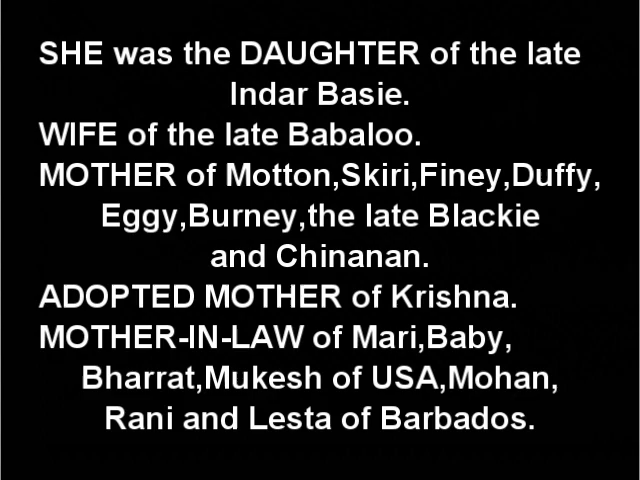 SHE was the DAUGHTER of the late
Indar Basie.
WIFE of the late Babaloo.
MOTHER of Motton,Skiri,Finey,Duffy,
Eggy,Burney,the late Blackie
and Chinanan.
ADOPTED MOTHER of Krishna.
MOTHER-IN-LAW of Mari,Baby,
Bharrat,Mukesh of USA,Mohan,
Rani and Lesta of Barbados.